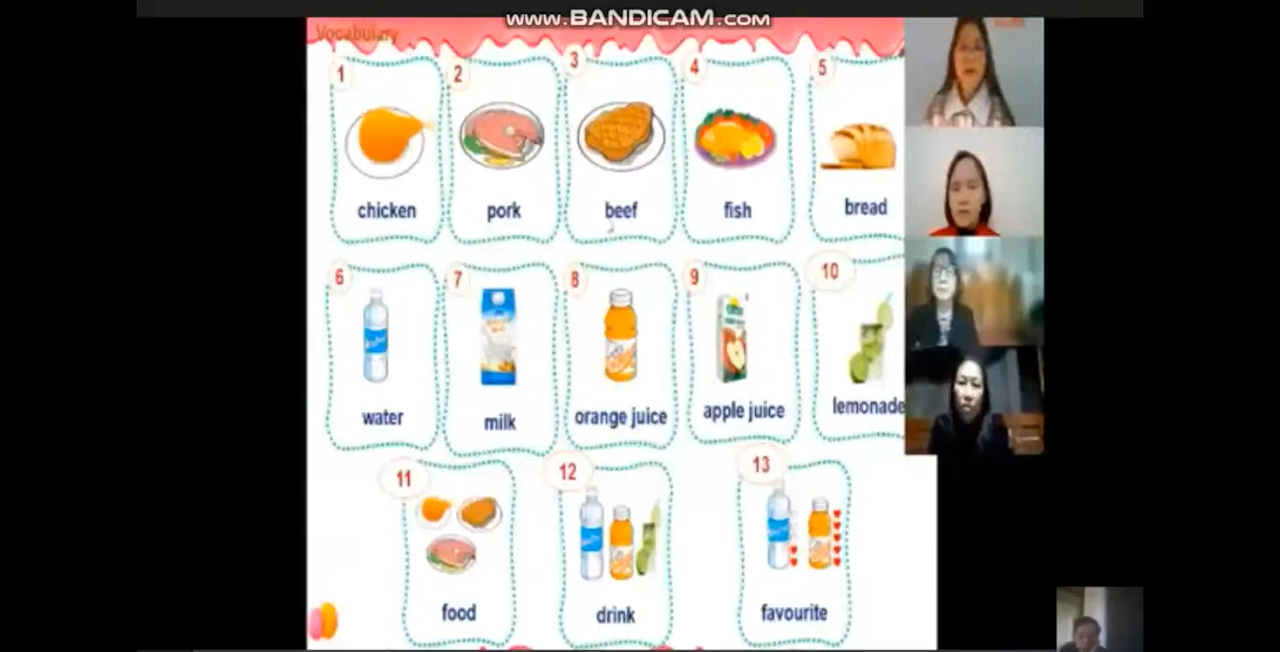 WWW.BANDICAM.COM
Vocabulary
1 2 3 4 5
chicken pork beef fish bread
6 7 8 9 10
water milk orange juice apple juice lemonade
11 12 13
food drink favourite